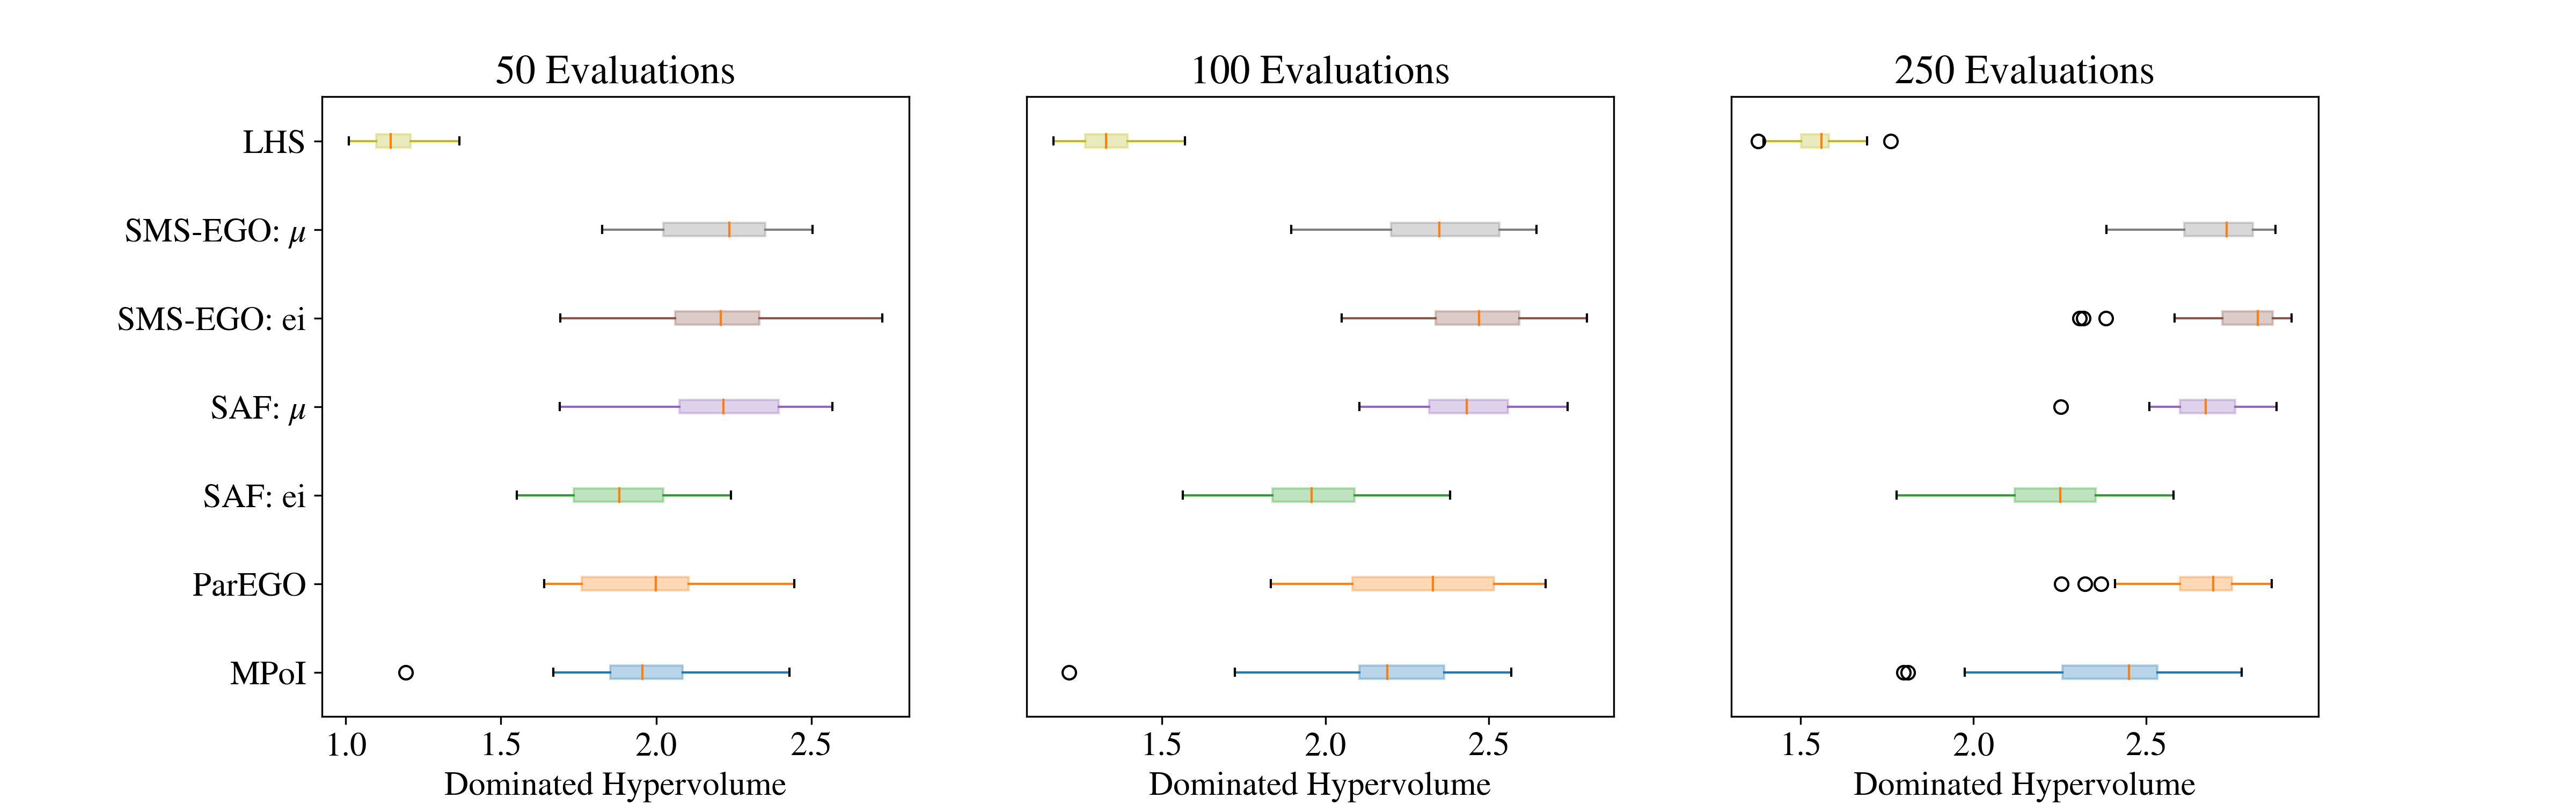 50 Evaluations
100 Evaluations
250 Evaluations
LHS
SMS-EGO: μ
SMS-EGO: ei
SAF: μ
SAF: ei
ParEGO
MPoI
1.0 1.5 2.0 2.5
1.5 2.0 2.5
1.5 2.0 2.5
Dominated Hypervolume
Dominated Hypervolume
Dominated Hypervolume